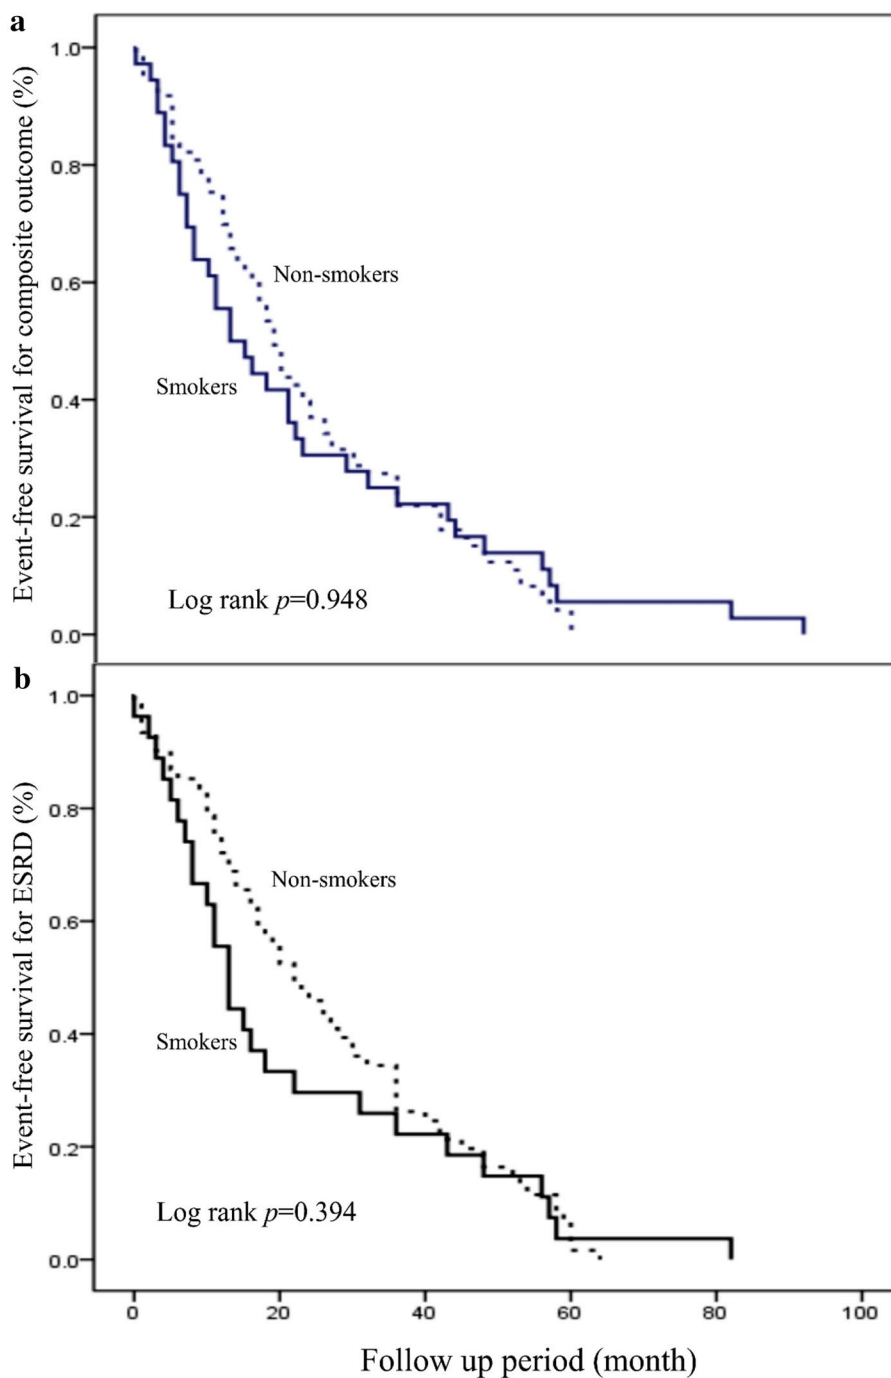 a
Event-free survival for composite outcome (%)
1.0
0.8
0.6
0.4
0.2
0.0
Non-smokers
Smokers
Log rank p=0.948
b
Event-free survival for ESRD (%)
1.0
0.8
0.6
0.4
0.2
0.0
Non-smokers
Smokers
Log rank p=0.394
0 20 40 60 80 100
Follow up period (month)